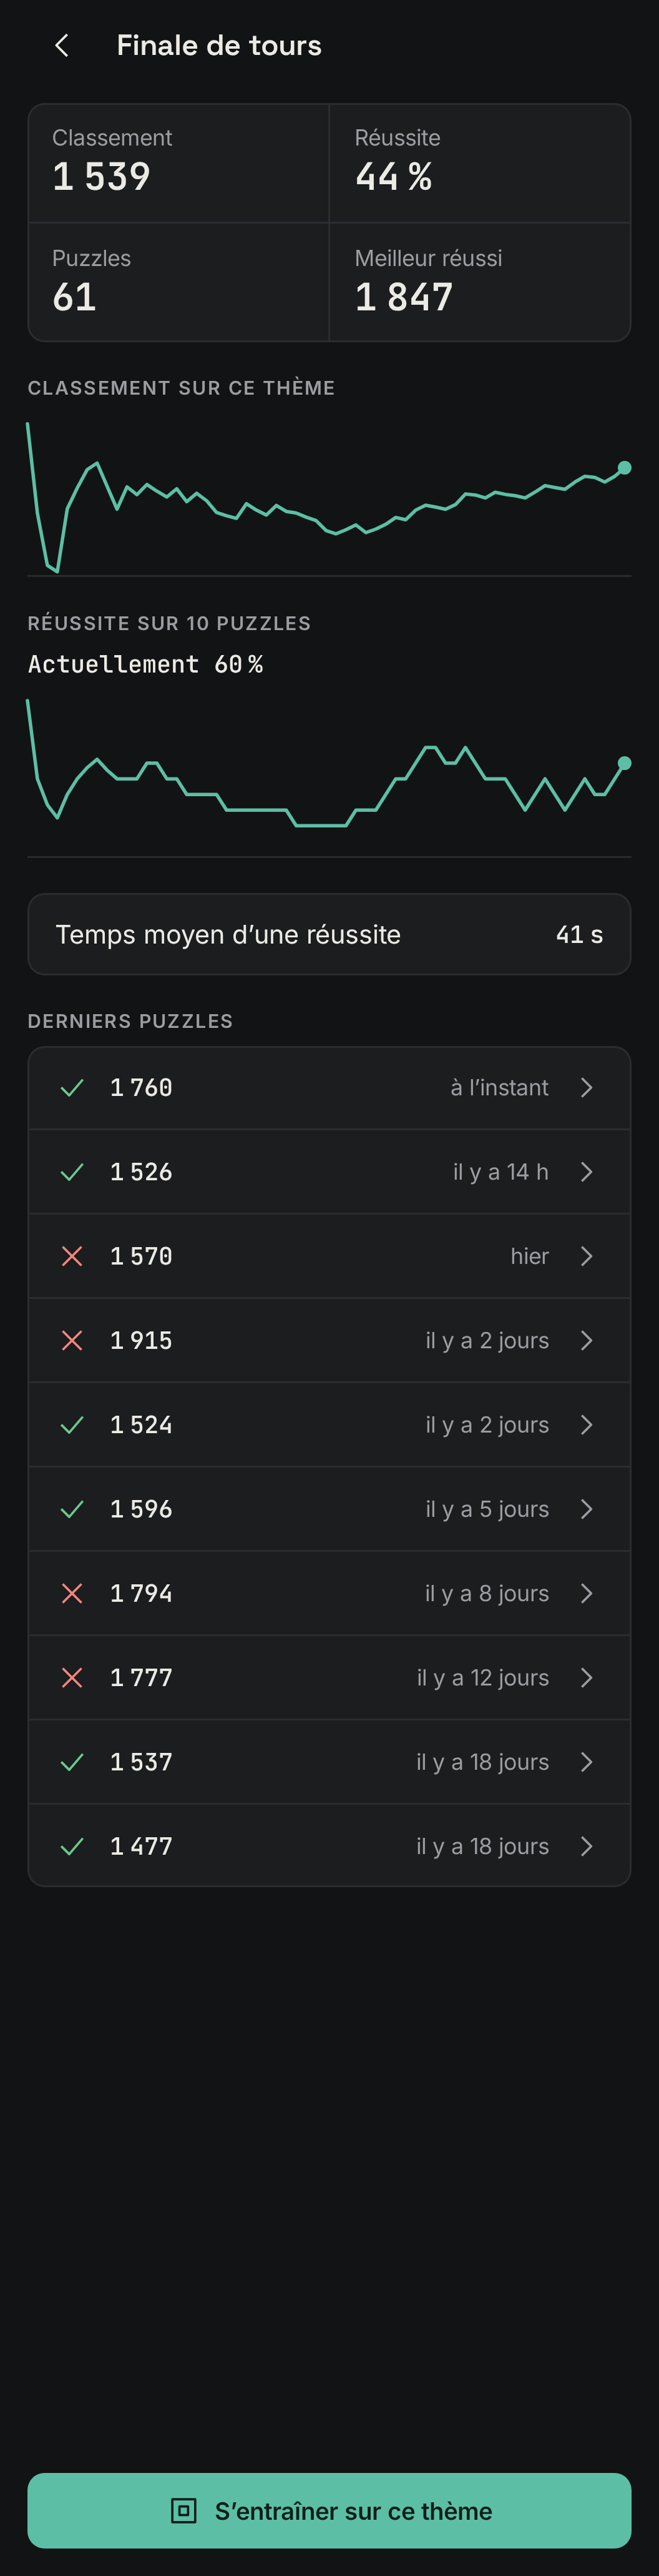 Finale de tours
Classement
1 539
Réussite
44 %
Puzzles
61
Meilleur réussi
1 847
CLASSEMENT SUR CE THÈME
RÉUSSITE SUR 10 PUZZLES
Actuellement 60 %
Temps moyen d’une réussite 41 s
DERNIERS PUZZLES
1 760 à l’instant
1 526 il y a 14 h
1 570 hier
1 915 il y a 2 jours
1 524 il y a 2 jours
1 596 il y a 5 jours
1 794 il y a 8 jours
1 777 il y a 12 jours
1 537 il y a 18 jours
1 477 il y a 18 jours
S’entraîner sur ce thème